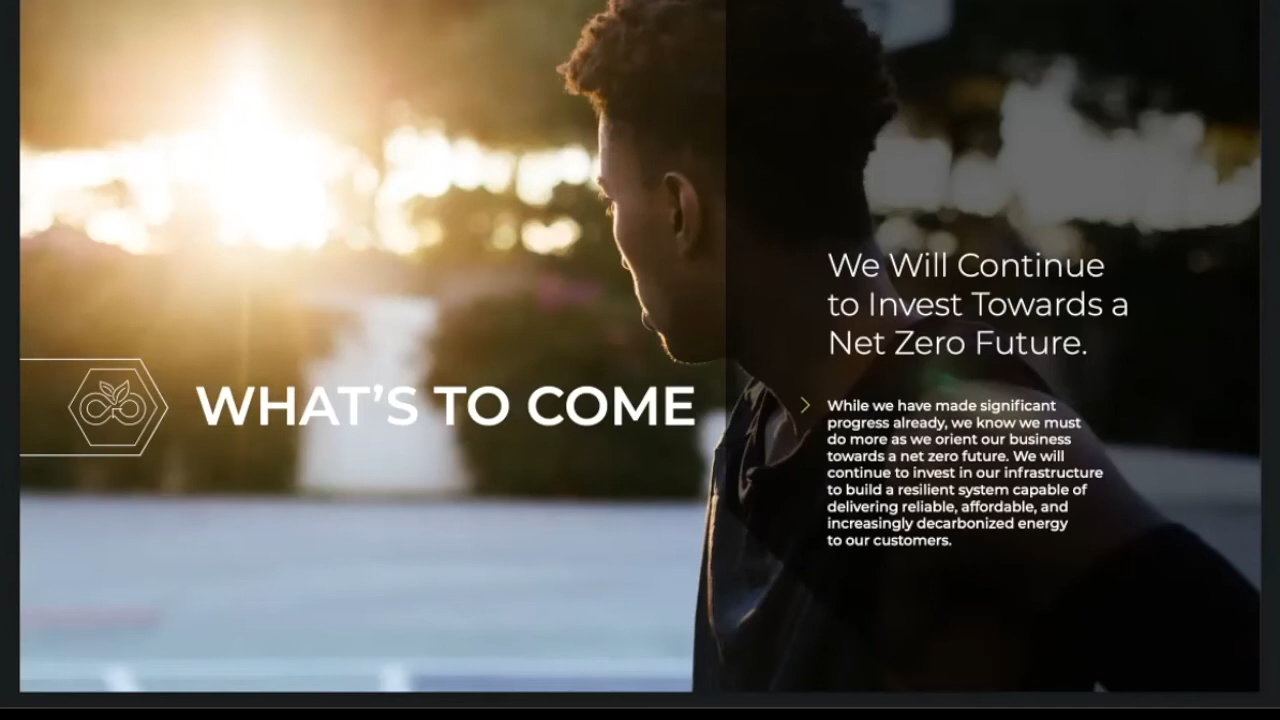 WHAT'S TO COME
We Will Continue
to Invest Towards a
Net Zero Future.
While we have made significant
progress already, we know we must
do more as we orient our business
towards a net zero future. We will
continue to invest in our infrastructure
to build a resilient system capable of
delivering reliable, affordable, and
increasingly decarbonized energy
to our customers.